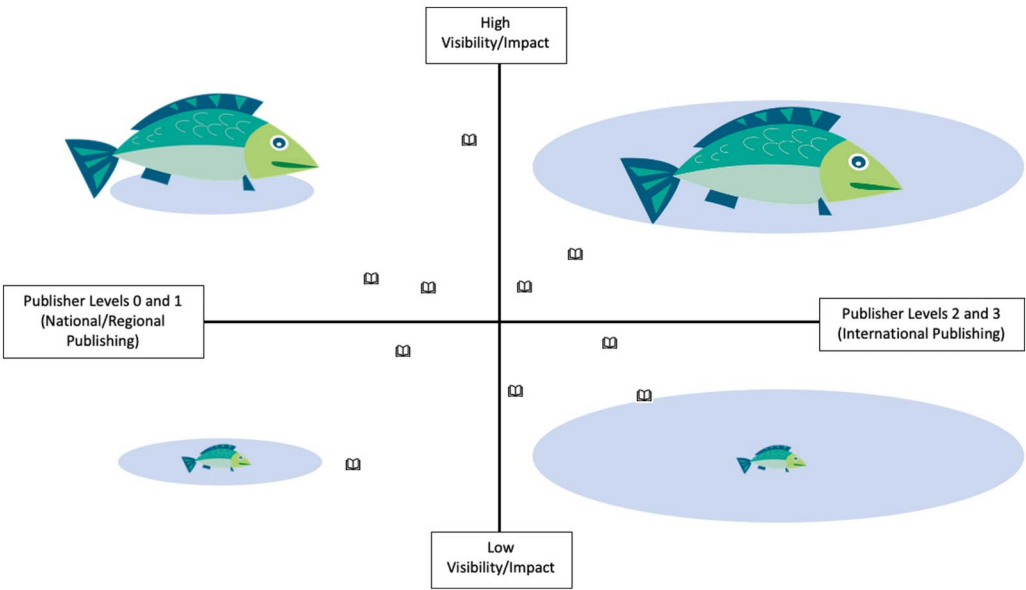 High
Visibility/Impact
Publisher Levels 0 and 1
(National/Regional
Publishing)
Publisher Levels 2 and 3
(International Publishing)
Low
Visibility/Impact